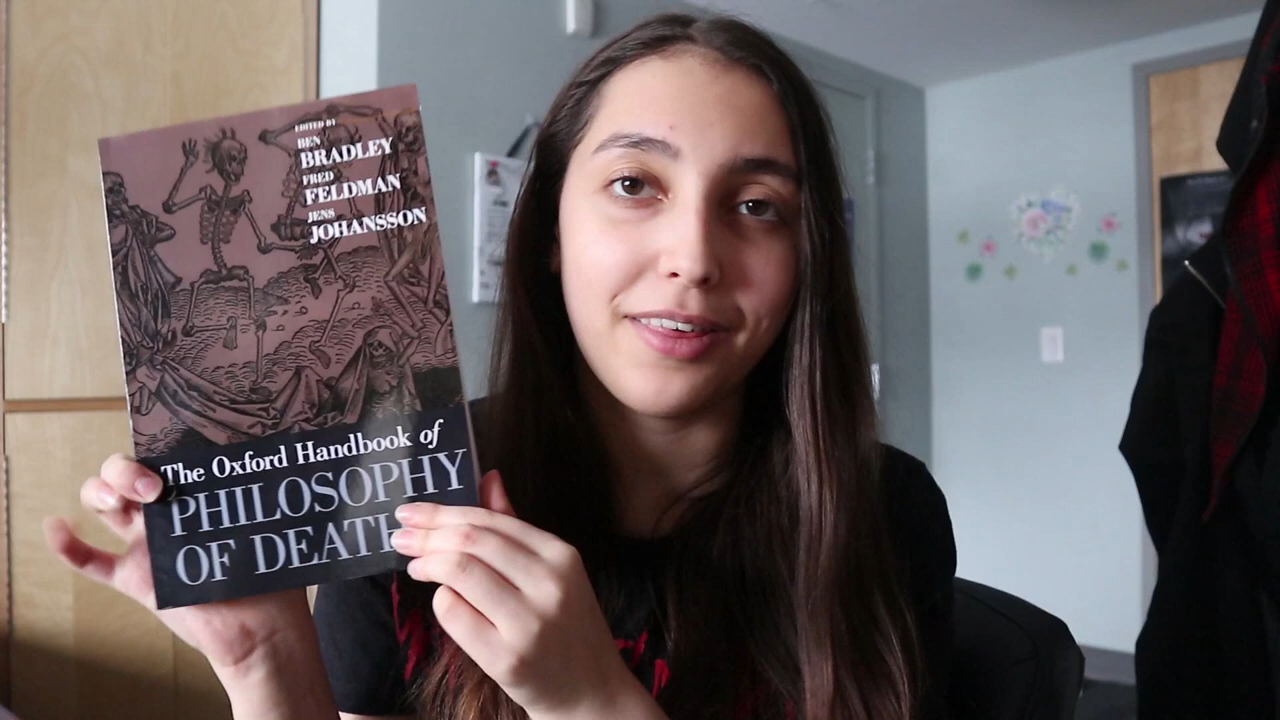 EDITED BY
BEN
BRADLEY
FRED
FELDMAN
JENS
JOHANSSON
The Oxford Handbook of
PHILOSOPHY
OF DEATH